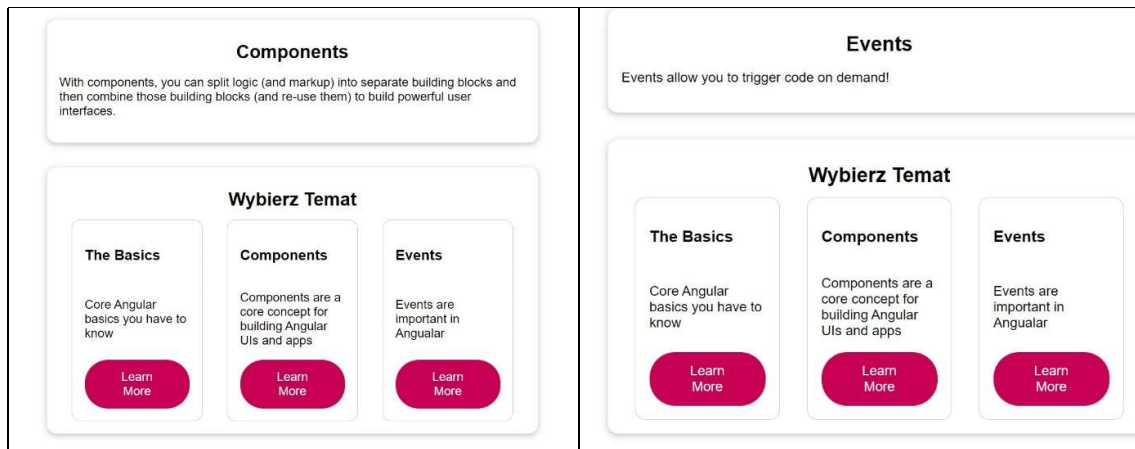 Components
With components, you can split logic (and markup) into separate building blocks and
then combine those building blocks (and re-use them) to build powerful user
interfaces.
Wybierz Temat
The Basics
Core Angular
basics you have to
know
Learn
More
Components
Components are a
core concept for
building Angular
UIs and apps
Learn
More
Events
Events are
important in
Angualar
Learn
More
Events
Events allow you to trigger code on demand!
Wybierz Temat
The Basics
Core Angular
basics you have to
know
Learn
More
Components
Components are a
core concept for
building Angular
UIs and apps
Learn
More
Events
Events are
important in
Angualar
Learn
More